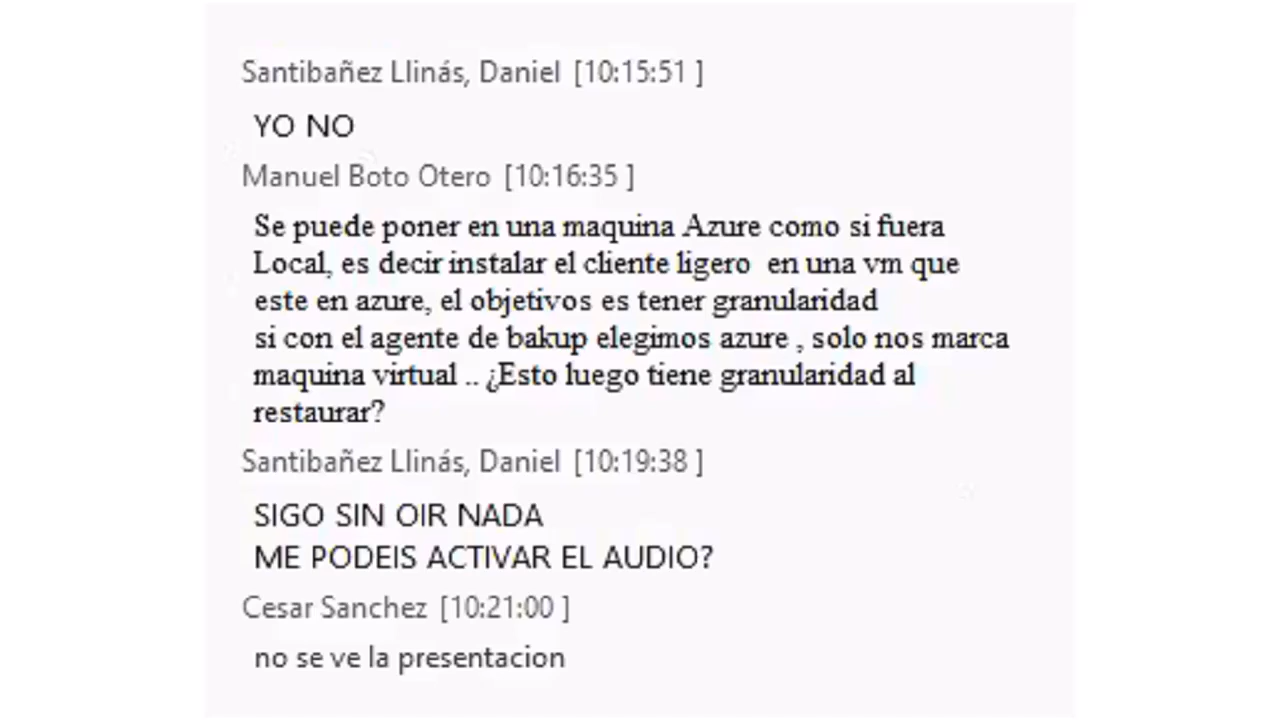 Santibañez Llinás, Daniel [10:15:51 ]
YO NO
Manuel Boto Otero [10:16:35 ]
Se puede poner en una maquina Azure como si fuera
Local, es decir instalar el cliente ligero en una vm que
este en azure, el objetivos es tener granularidad
si con el agente de bakup elegimos azure , solo nos marca
maquina virtual .. ¿Esto luego tiene granularidad al
restaurar?
Santibañez Llinás, Daniel [10:19:38 ]
SIGO SIN OIR NADA
ME PODEIS ACTIVAR EL AUDIO?
Cesar Sanchez [10:21:00 ]
no se ve la presentacion